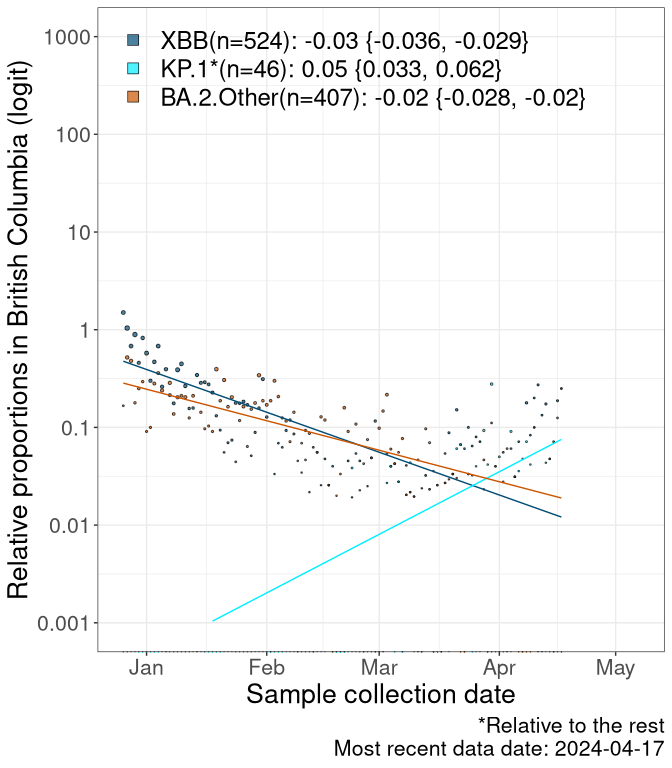 1000
100
10
1
0.1
0.01
0.001
Relative proportions in British Columbia (logit)
XBB(n=524): -0.03 {-0.036, -0.029}
KP.1*(n=46): 0.05 {0.033, 0.062}
BA.2.Other(n=407): -0.02 {-0.028, -0.02}
Jan Feb Mar Apr May
Sample collection date
*Relative to the rest
Most recent data date: 2024-04-17